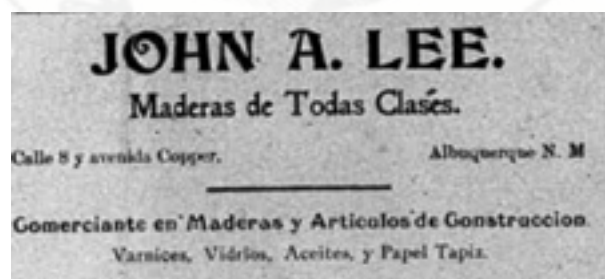 JOHN A. LEE.
Maderas de Todas Clases.
Calle 8 y avenida Copper. Albuquerque N. M
Comerciante en Maderas y Articulos de Construccion.
Varnices, Vidrios, Aceites, y Papel Tapiz.